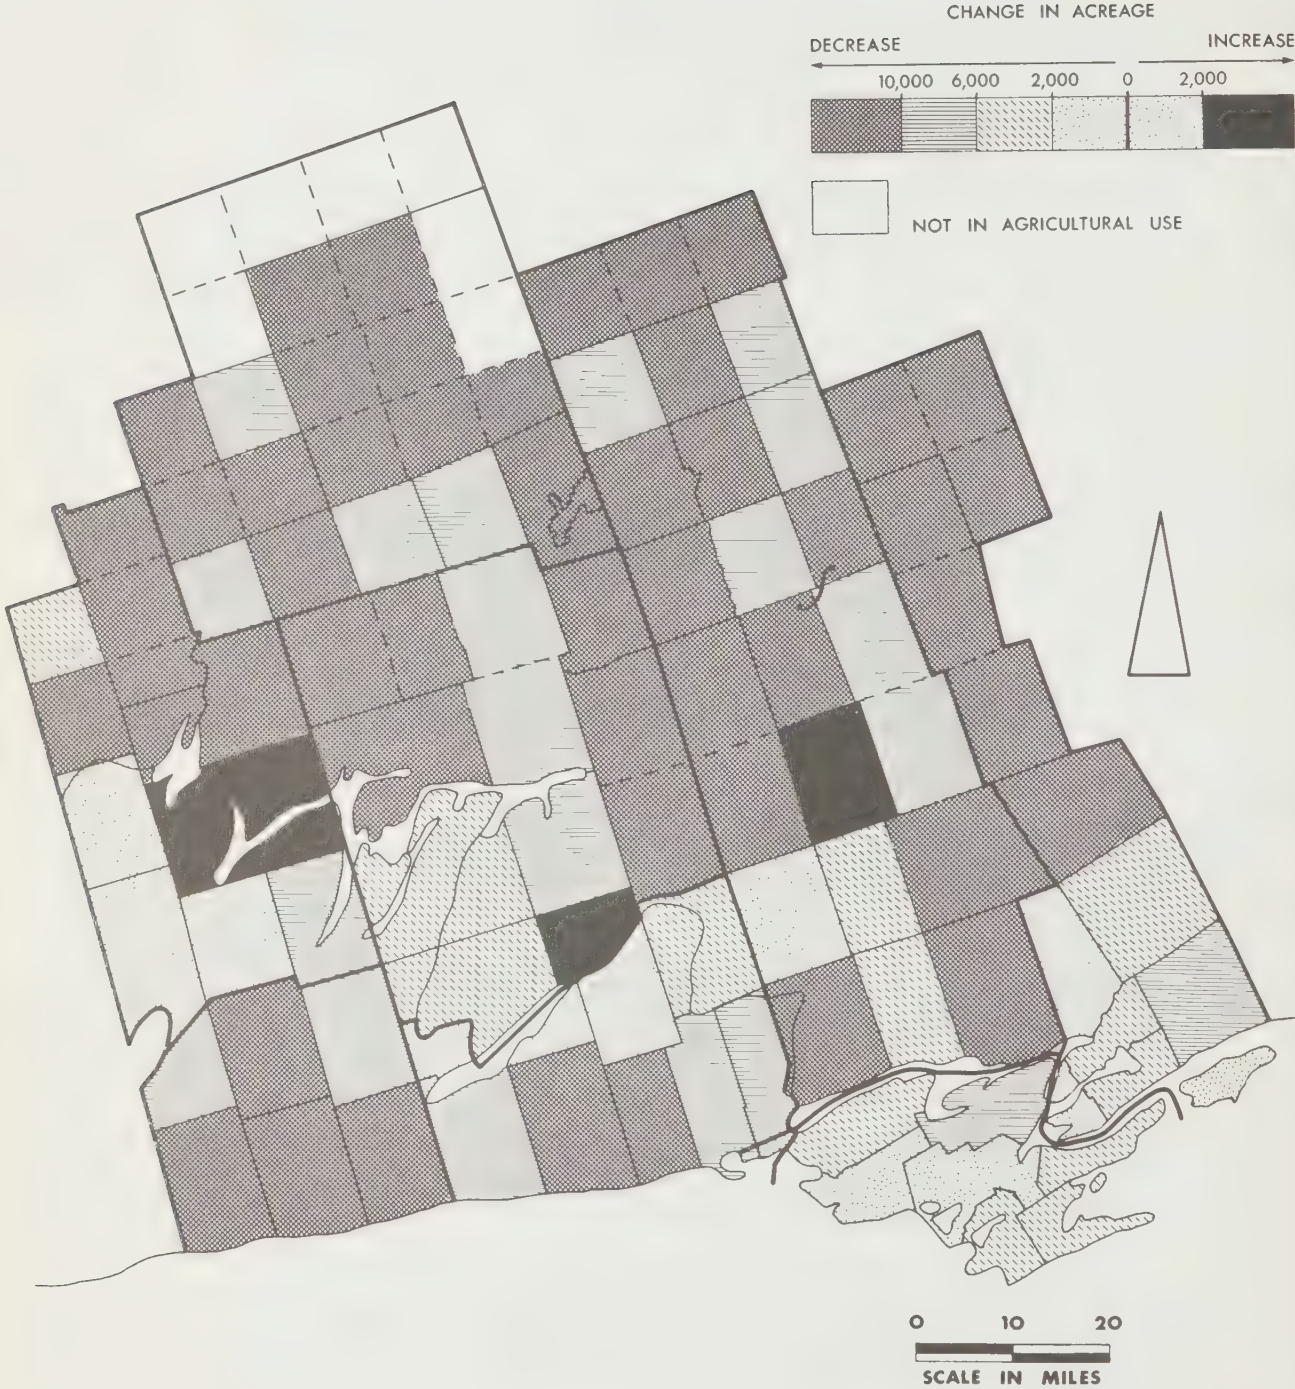 CHANGE IN ACREAGE
DECREASE INCREASE
10,000 6,000 2,000 0 2,000
NOT IN AGRICULTURAL USE
0 10 20
SCALE IN MILES